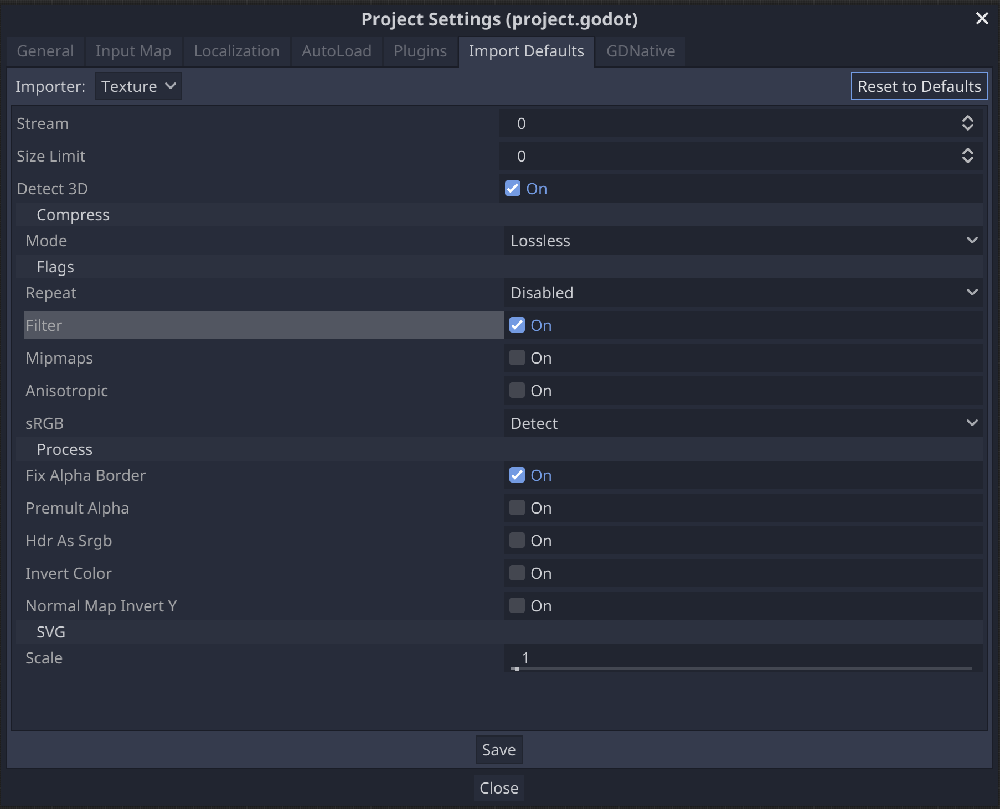 Project Settings (project.godot)
General Input Map Localization AutoLoad Plugins Import Defaults GDNative
Importer: Texture Reset to Defaults
Stream 0
Size Limit 0
Detect 3D On
Compress
Mode Lossless
Flags
Repeat Disabled
Filter On
Mipmaps On
Anisotropic On
sRGB Detect
Process
Fix Alpha Border On
Premult Alpha On
Hdr As Srgb On
Invert Color On
Normal Map Invert Y On
SVG
Scale 1
Save
Close